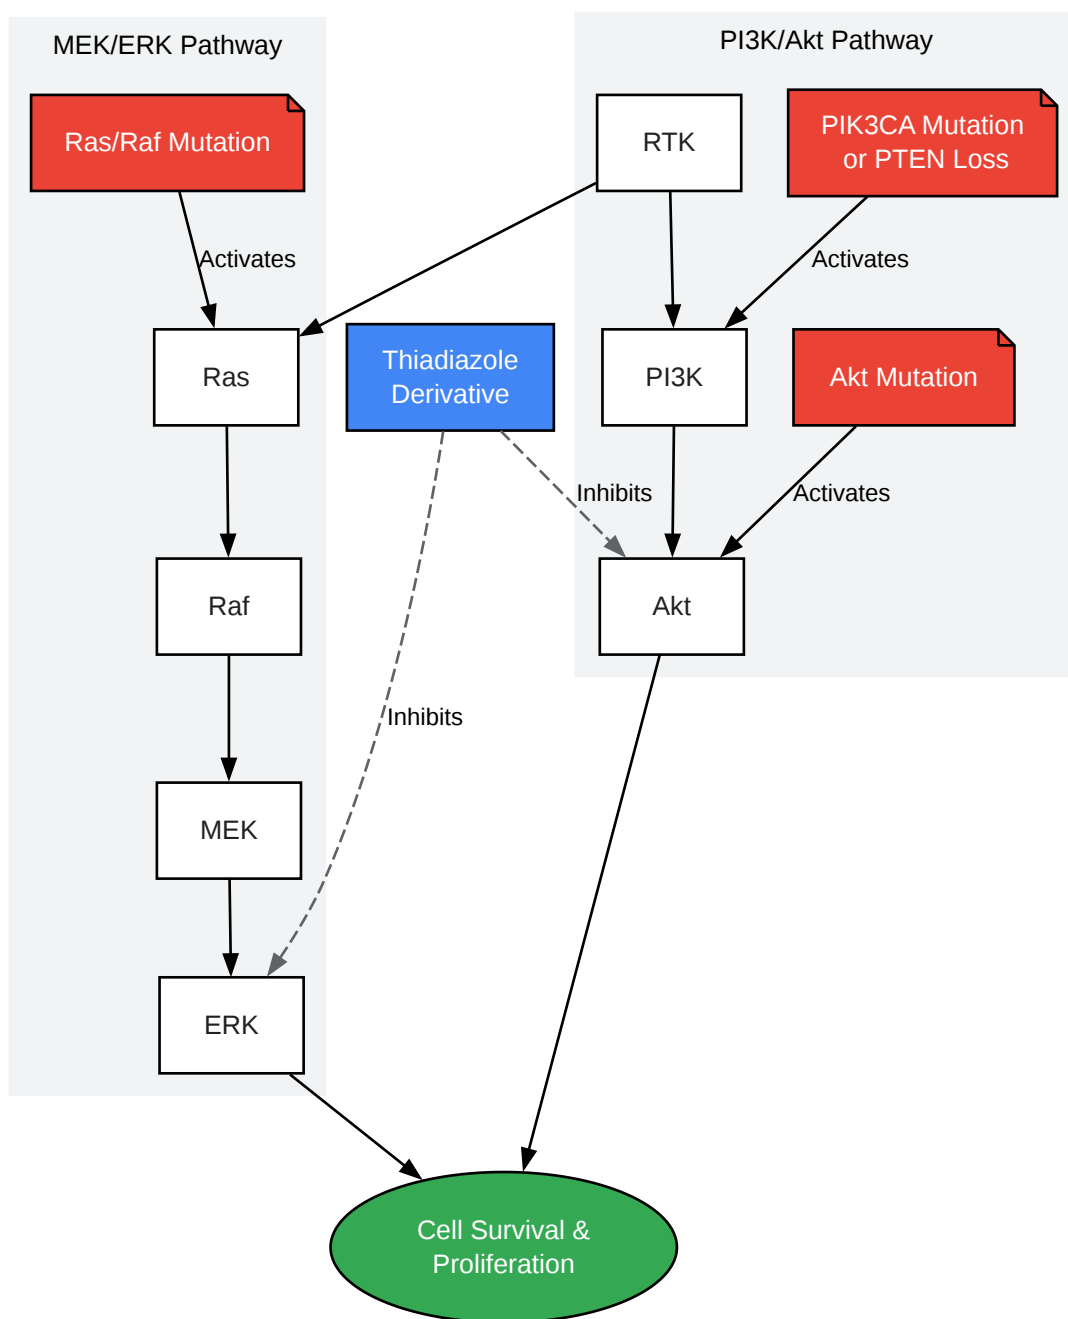 MEK/ERK Pathway
PI3K/Akt Pathway
Ras/Raf Mutation
RTK
PIK3CA Mutation
or PTEN Loss
Activates
Activates
Ras
Thiadiazole
Derivative
PI3K
Akt Mutation
Inhibits
Activates
Raf
Akt
Inhibits
MEK
ERK
Cell Survival &
Proliferation